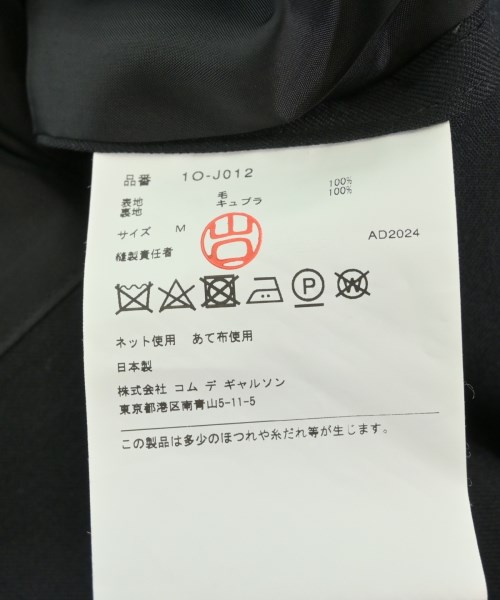 品番 1O-J012
表地 毛 100%
裏地 キュプラ 100%
サイズ M
縫製責任者
AD2024
P
W
ネット使用 あて布使用
日本製
株式会社 コム デ ギャルソン
東京都港区南青山5-11-5
この製品は多少のほつれや糸だれ等が生じます。